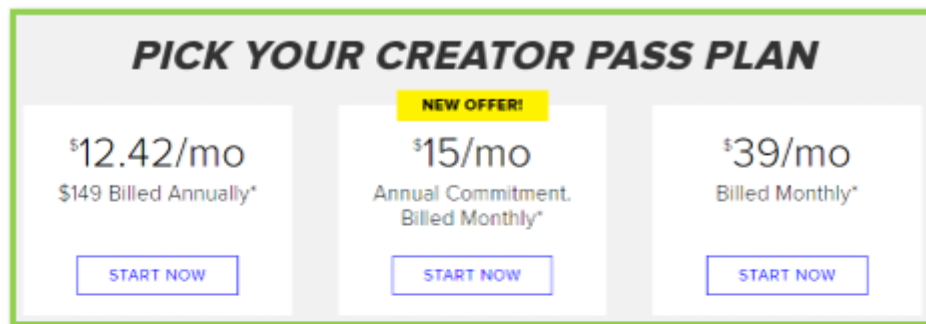 PICK YOUR CREATOR PASS PLAN
NEW OFFER!
$12.42/mo
$149 Billed Annually*
START NOW
$15/mo
Annual Commitment.
Billed Monthly*
START NOW
$39/mo
Billed Monthly*
START NOW